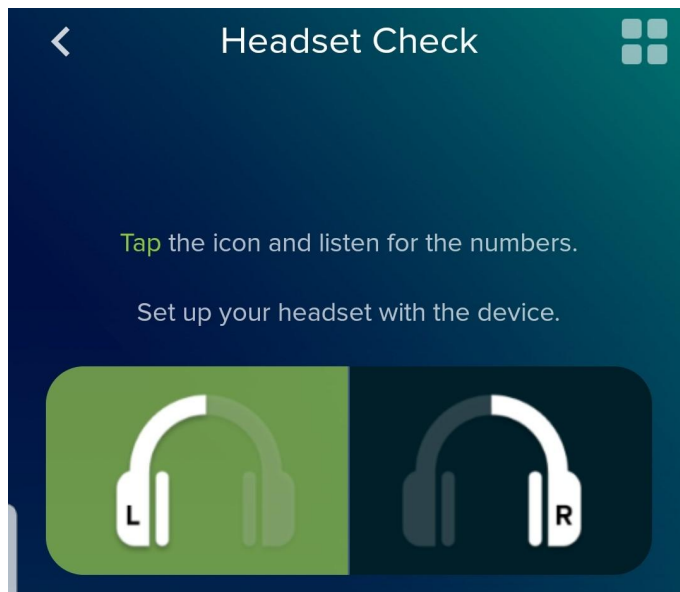 Headset Check
Tap the icon and listen for the numbers.
Set up your headset with the device.
L
R